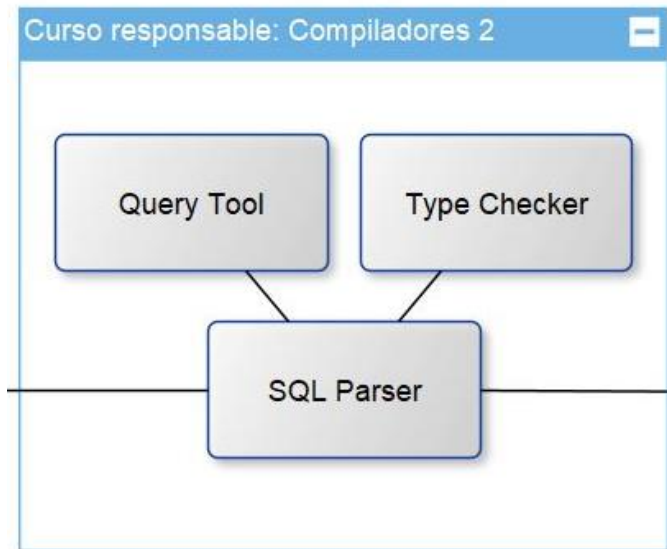 Curso responsable: Compiladores 2
Query Tool
Type Checker
SQL Parser